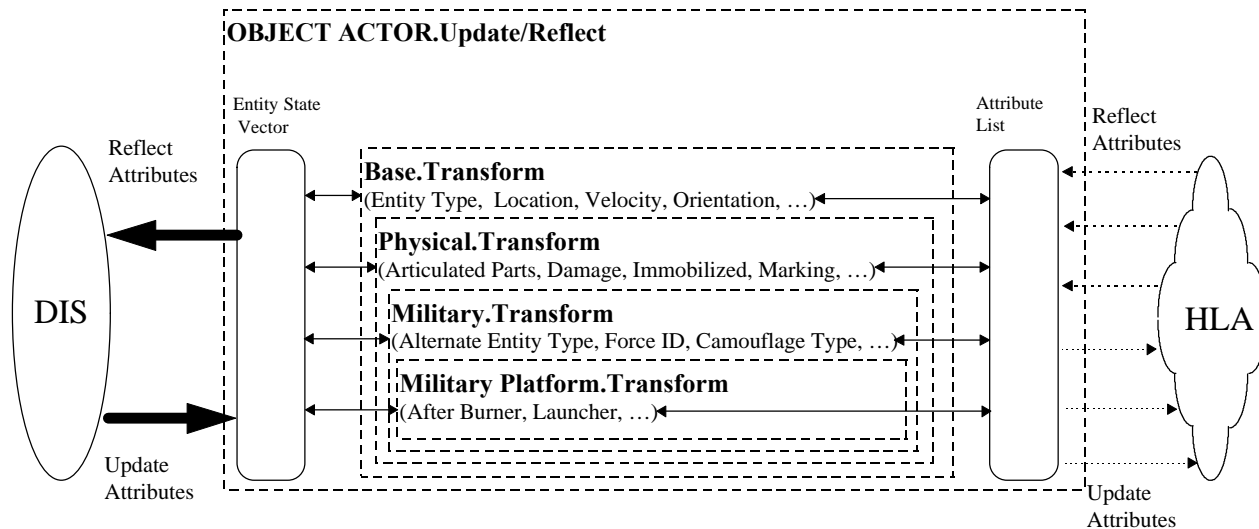 OBJECT ACTOR.Update/Reflect
Entity State
Vector
Attribute
List
Reflect
Attributes
Reflect
Attributes
Base.Transform
(Entity Type, Location, Velocity, Orientation, …)
Physical.Transform
(Articulated Parts, Damage, Immobilized, Marking, …)
DIS
HLA
Military.Transform
(Alternate Entity Type, Force ID, Camouflage Type, …)
Military Platform.Transform
(After Burner, Launcher, …)
Update
Attributes
Update
Attributes